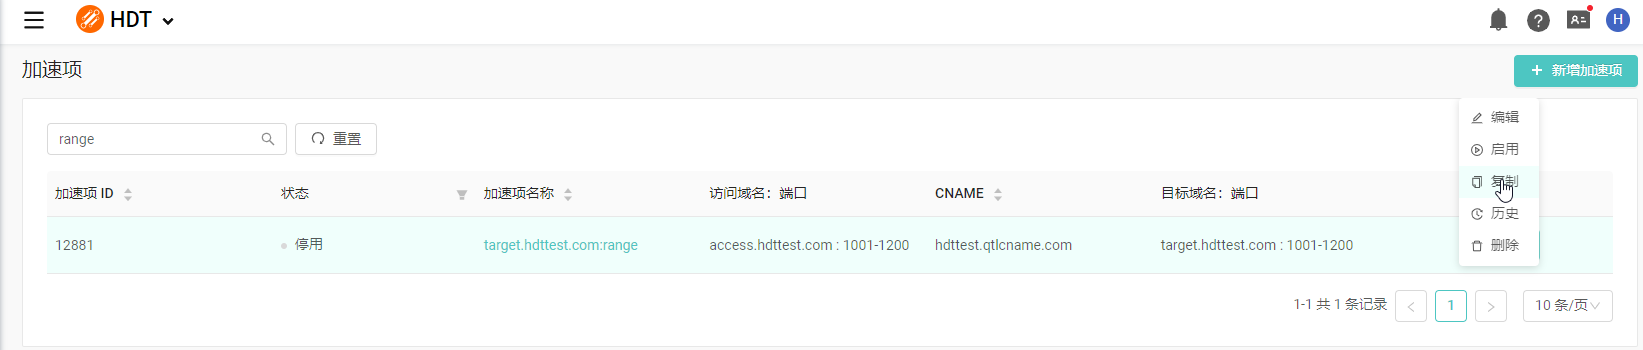 HDT
H
加速项
新增加速项
range
重置
编辑
启用
复制
历史
删除
加速项 ID
状态
加速项名称
访问域名：端口
CNAME
目标域名：端口
12881
停用
target.hdttest.com:range
access.hdttest.com : 1001-1200
hdttest.qtlcname.com
target.hdttest.com : 1001-1200
1-1 共 1 条记录
1
10 条/页